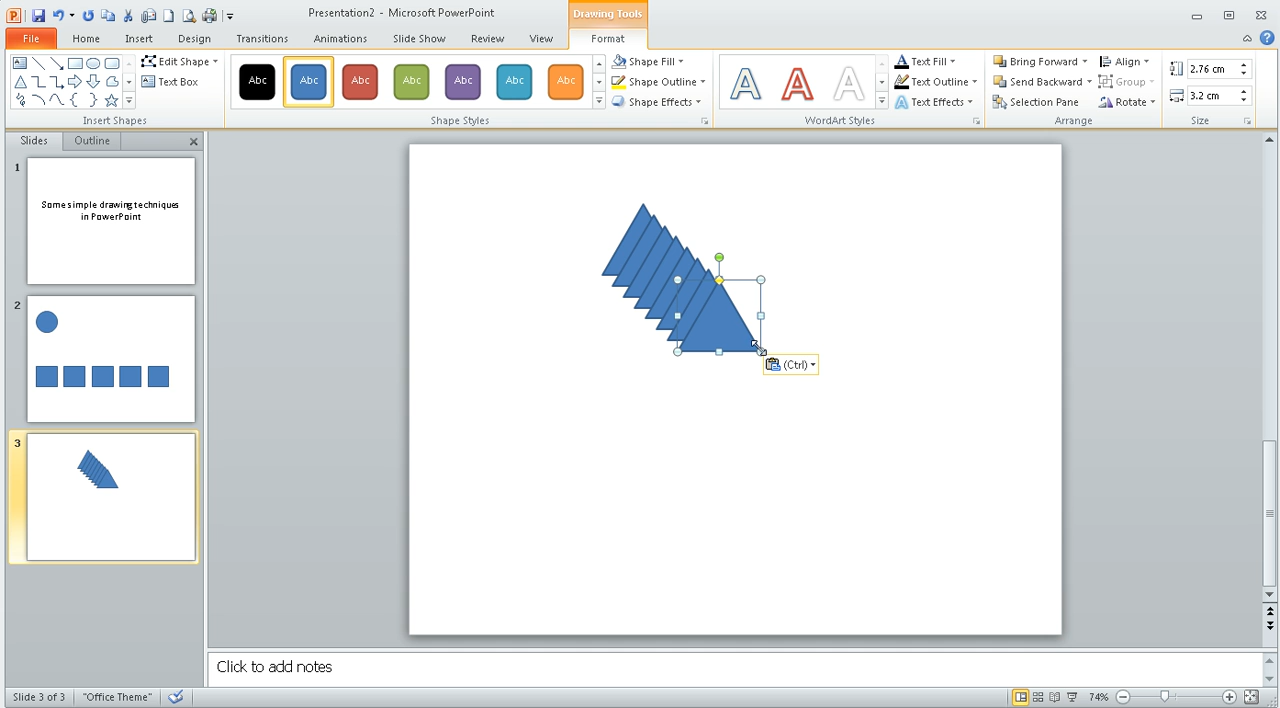 Presentation2 - Microsoft PowerPoint
Drawing Tools
File
Home
Insert
Design
Transitions
Animations
Slide Show
Review
View
Format
Edit Shape
Text Box
Insert Shapes
Abc
Abc
Abc
Abc
Abc
Abc
Abc
Shape Fill
Shape Outline
Shape Effects
Shape Styles
A
A
A
Text Fill
Text Outline
Text Effects
WordArt Styles
Bring Forward
Send Backward
Selection Pane
Align
Group
Rotate
Arrange
2.76 cm
3.2 cm
Size
Slides
Outline
1
Some simple drawing techniques
in PowerPoint
2
3
(Ctrl)
Click to add notes
Slide 3 of 3
"Office Theme"
74%